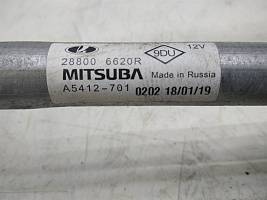 9DU 12V
28800 6620R
MITSUBA Made in Russia
A5412-701 0202 18/01/19